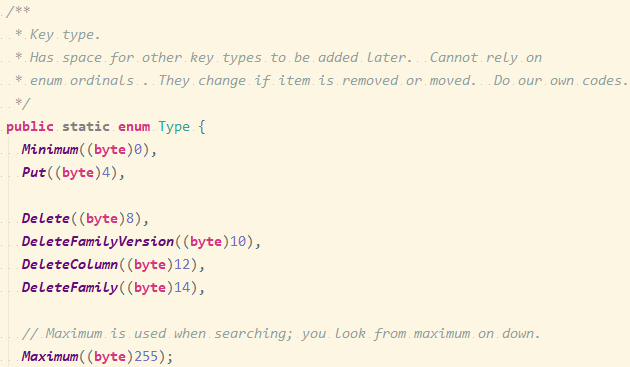 /**
 * Key type.
 * Has space for other key types to be added later.  Cannot rely on
 * enum ordinals . They change if item is removed or moved.  Do our own codes.
 */
public static enum Type {
  Minimum((byte)0),
  Put((byte)4),

  Delete((byte)8),
  DeleteFamilyVersion((byte)10),
  DeleteColumn((byte)12),
  DeleteFamily((byte)14),

  // Maximum is used when searching; you look from maximum on down.
  Maximum((byte)255);